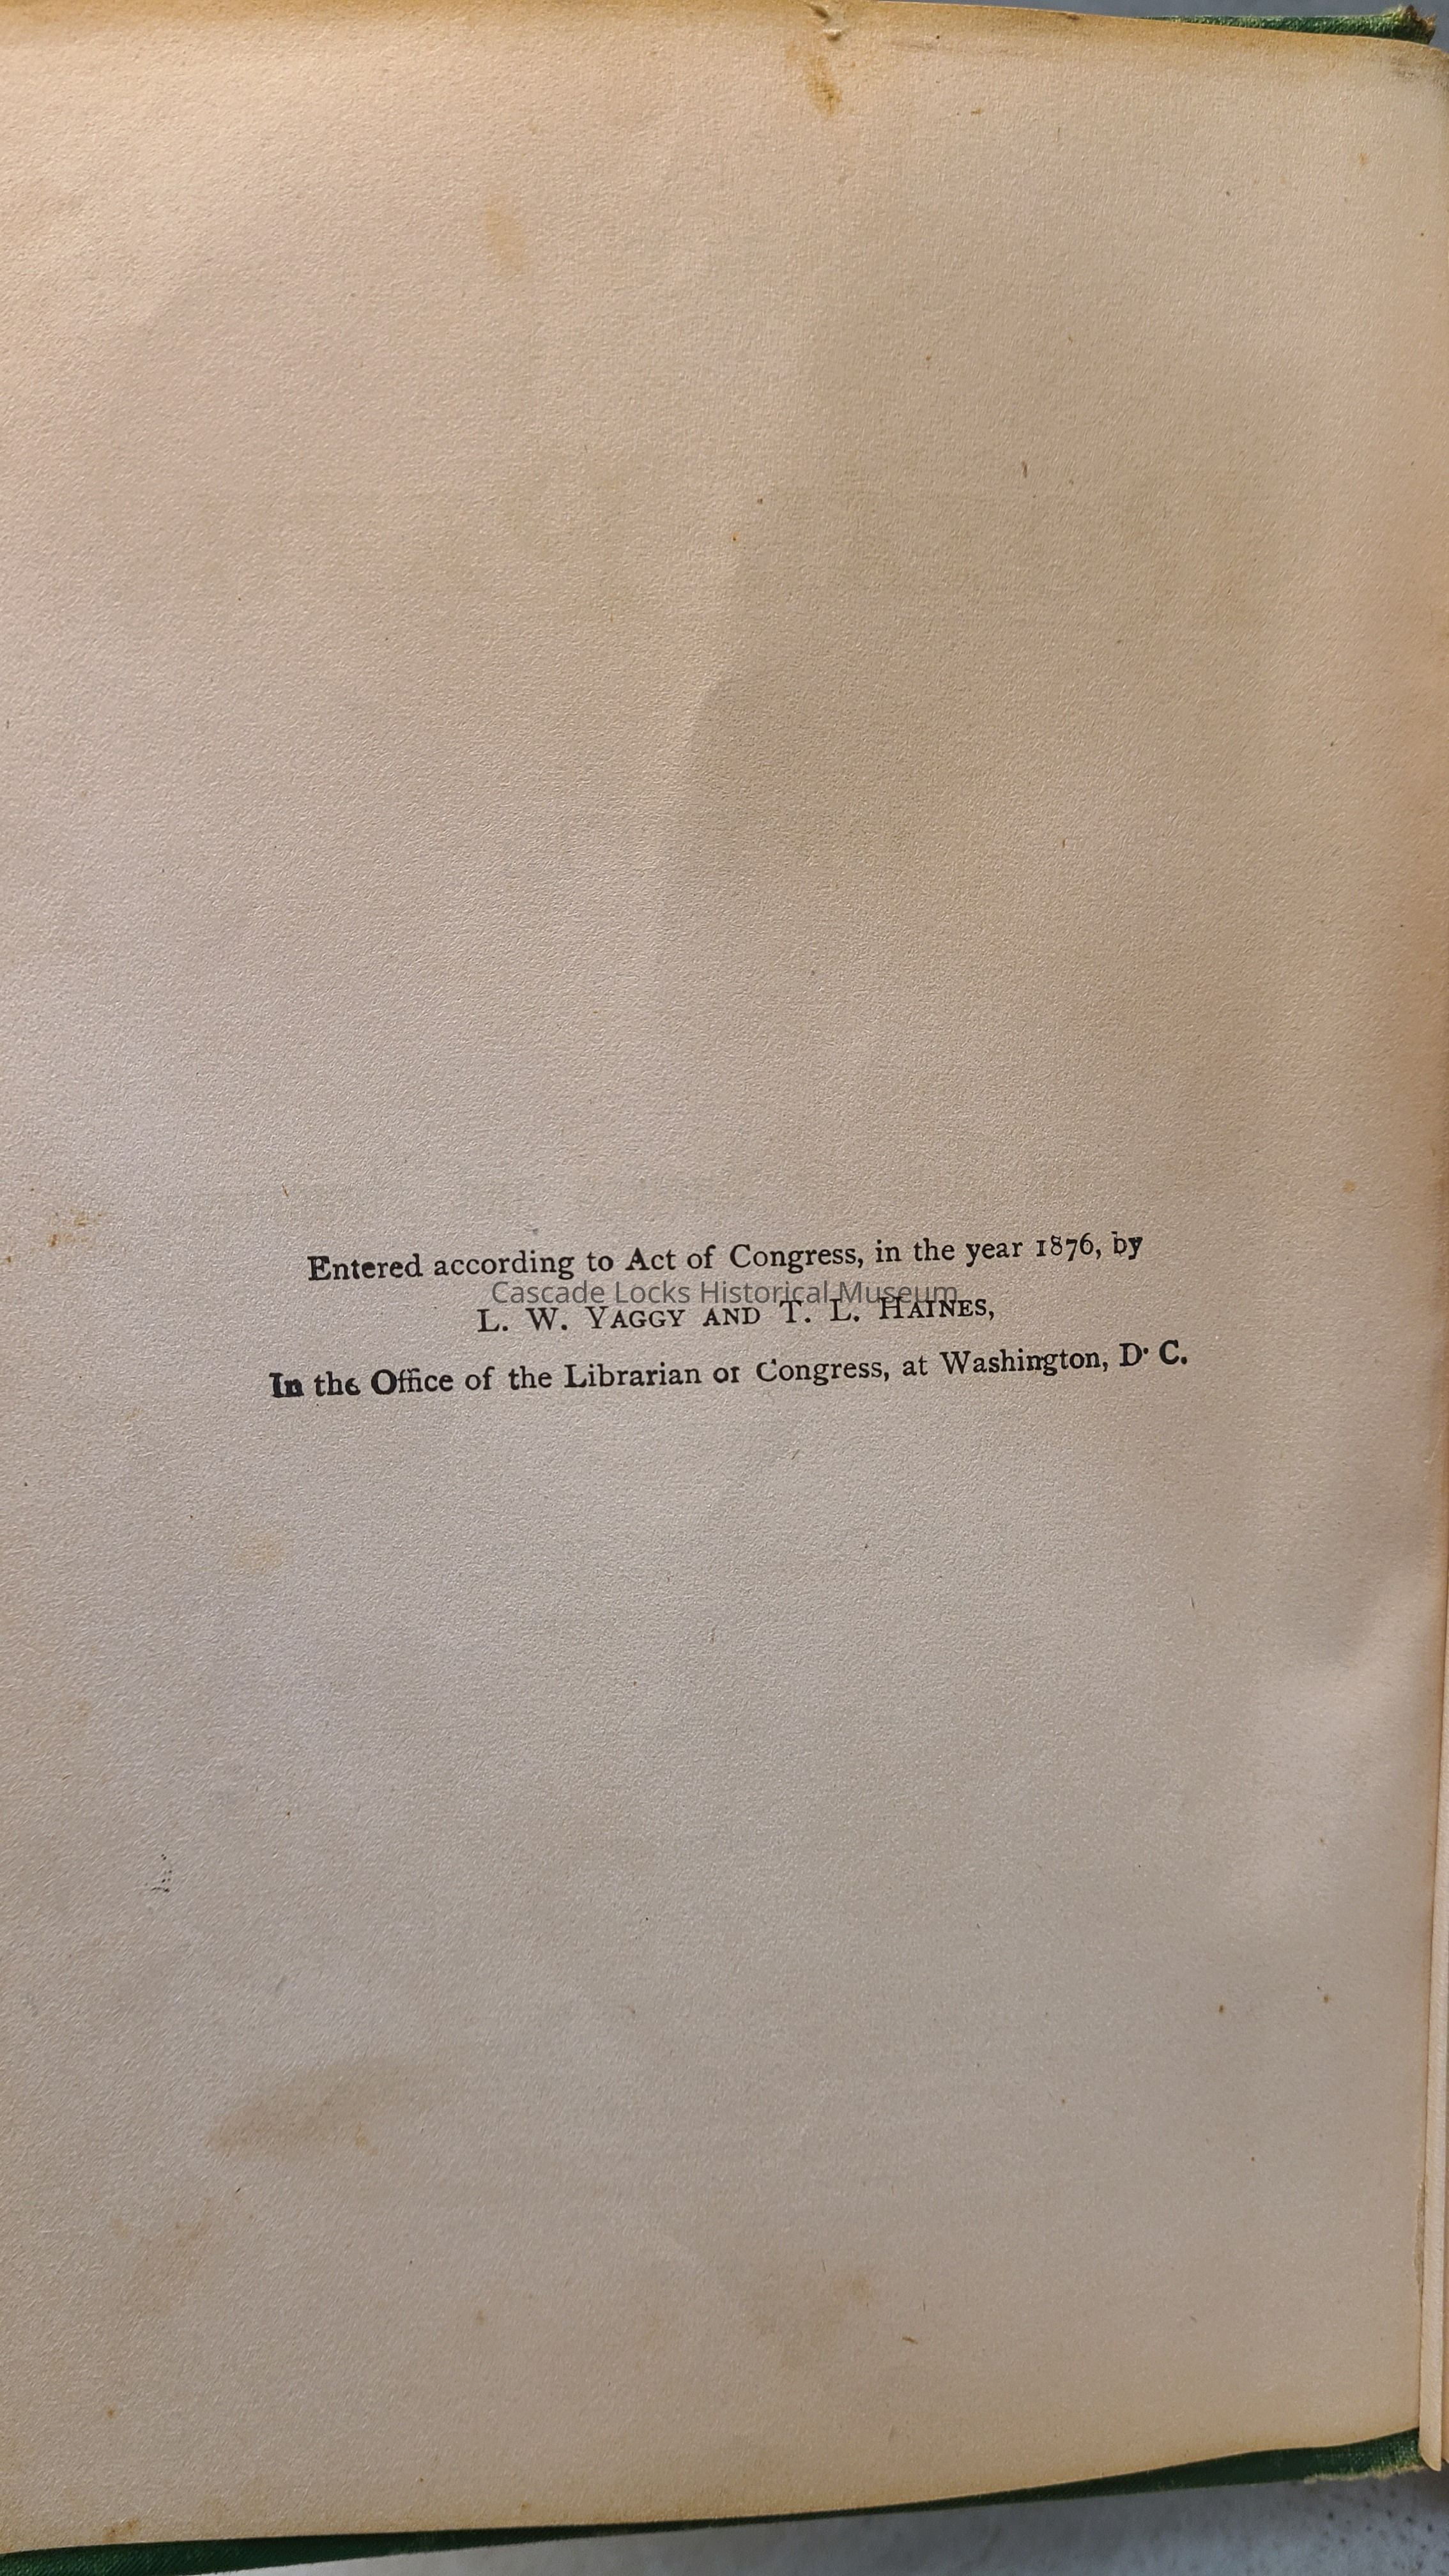 Entered according to Act of Congress, in the year 1876, by
Cascade Locks Historical Museum
L. W. YAGGY AND T. L. HAINES,
In the Office of the Librarian of Congress, at Washington, D. C.